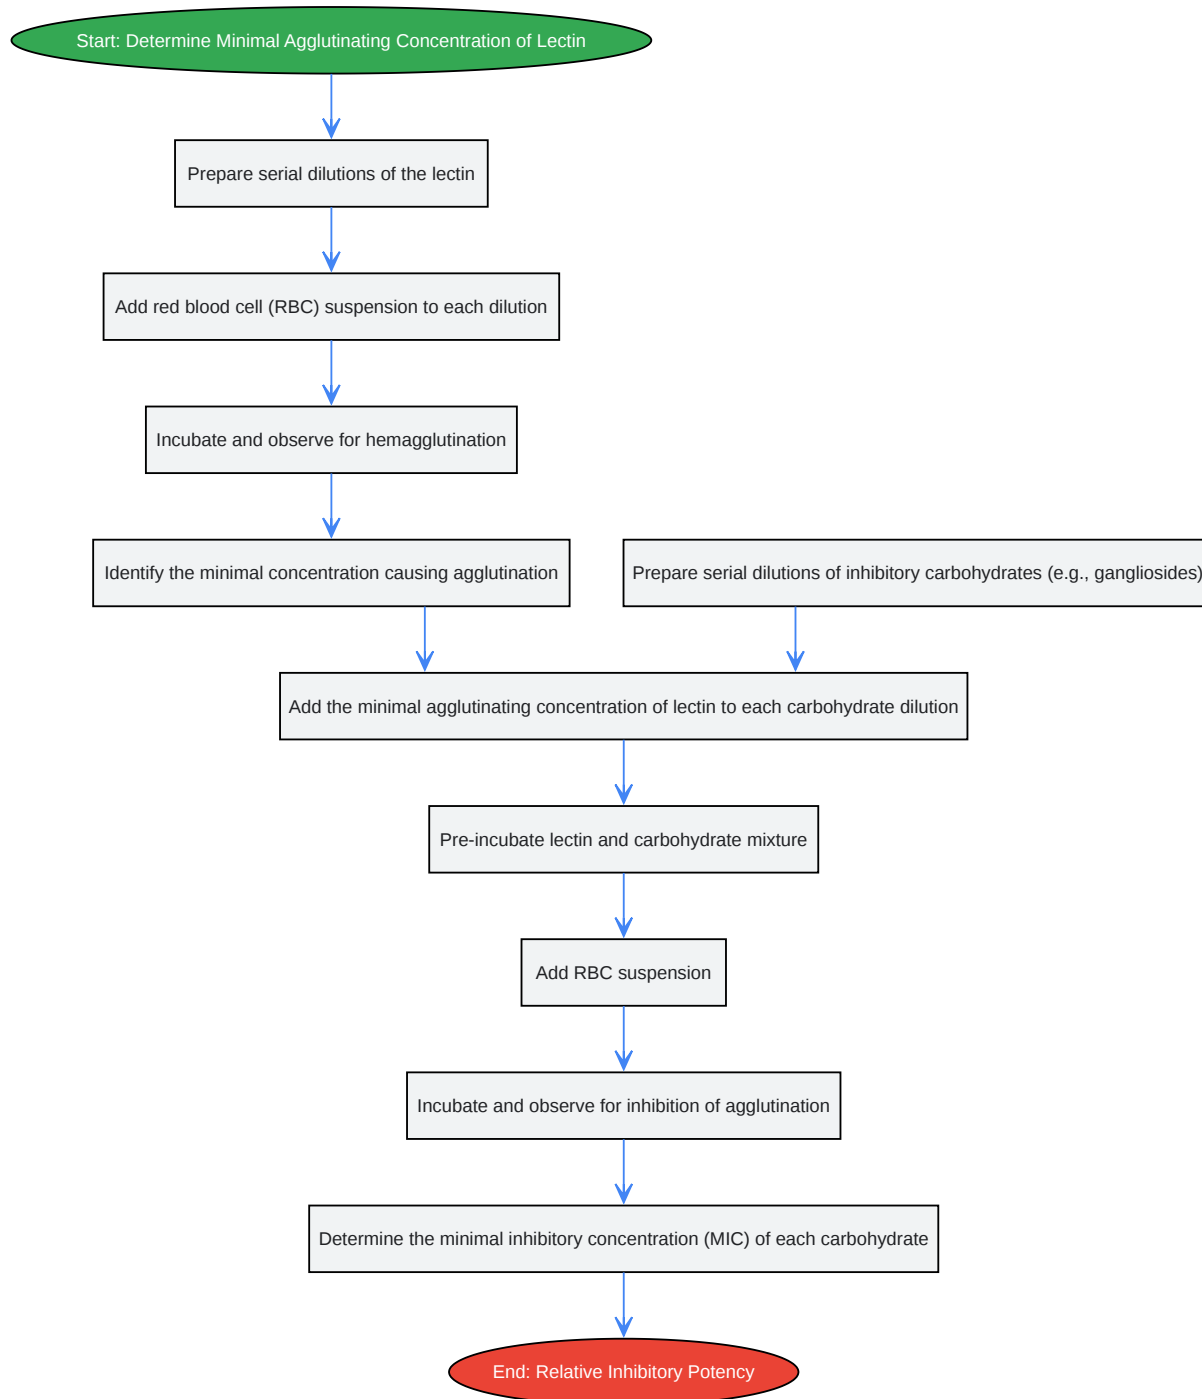 Start: Determine Minimal Agglutinating Concentration of Lectin
Prepare serial dilutions of the lectin
Add red blood cell (RBC) suspension to each dilution
Incubate and observe for hemagglutination
Identify the minimal concentration causing agglutination
Prepare serial dilutions of inhibitory carbohydrates (e.g., gangliosides)
Add the minimal agglutinating concentration of lectin to each carbohydrate dilution
Pre-incubate lectin and carbohydrate mixture
Add RBC suspension
Incubate and observe for inhibition of agglutination
Determine the minimal inhibitory concentration (MIC) of each carbohydrate
End: Relative Inhibitory Potency